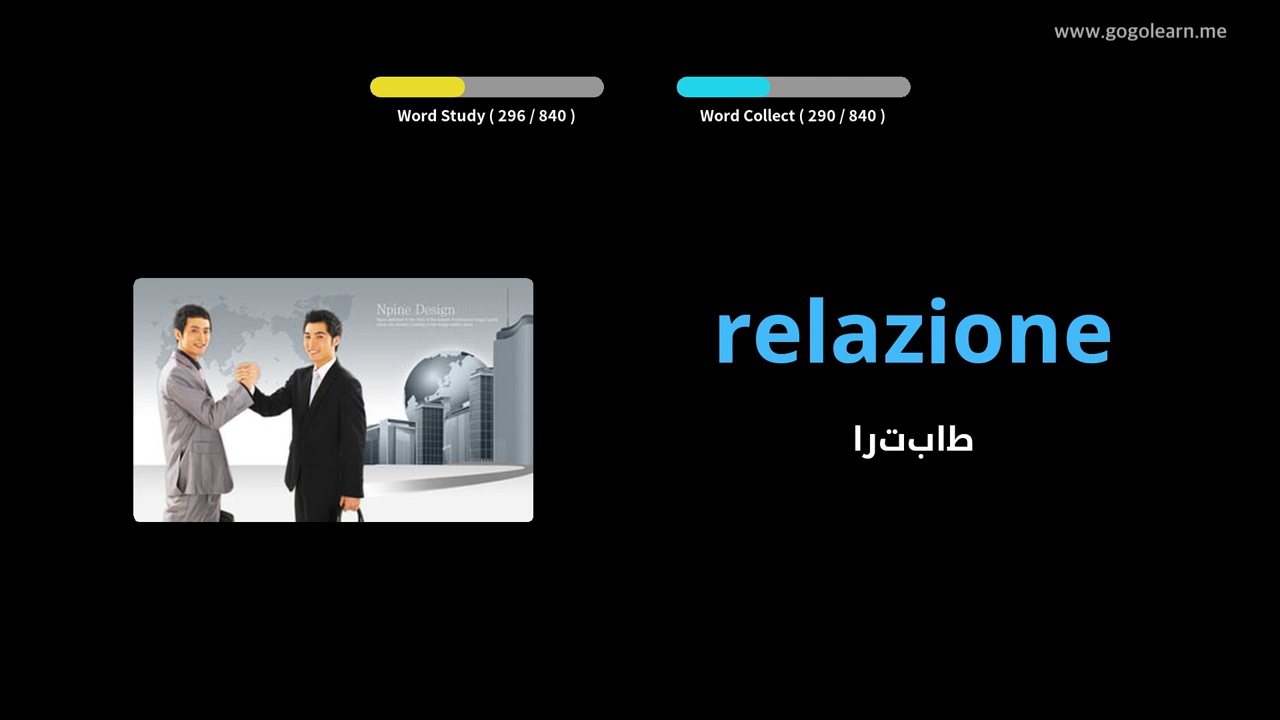 www.gogolearn.me
Word Study ( 296 / 840 )
Word Collect ( 290 / 840 )
Npine Design
relazione
ارتباط